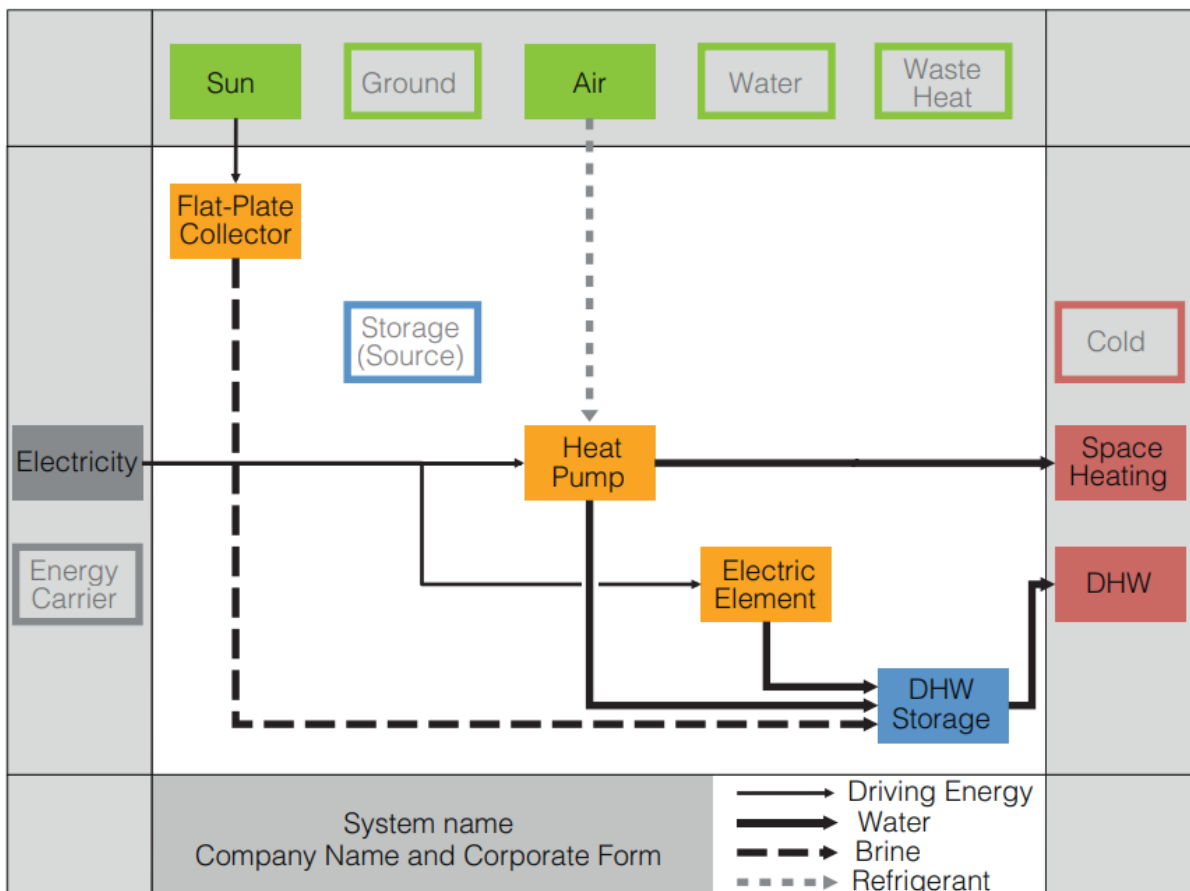 Sun
Ground
Air
Water
Waste
Heat
Flat-Plate
Collector
Storage
(Source)
Cold
Electricity
Heat
Pump
Space
Heating
Energy
Carrier
Electric
Element
DHW
DHW
Storage
System name
Company Name and Corporate Form
Driving Energy
Water
Brine
Refrigerant